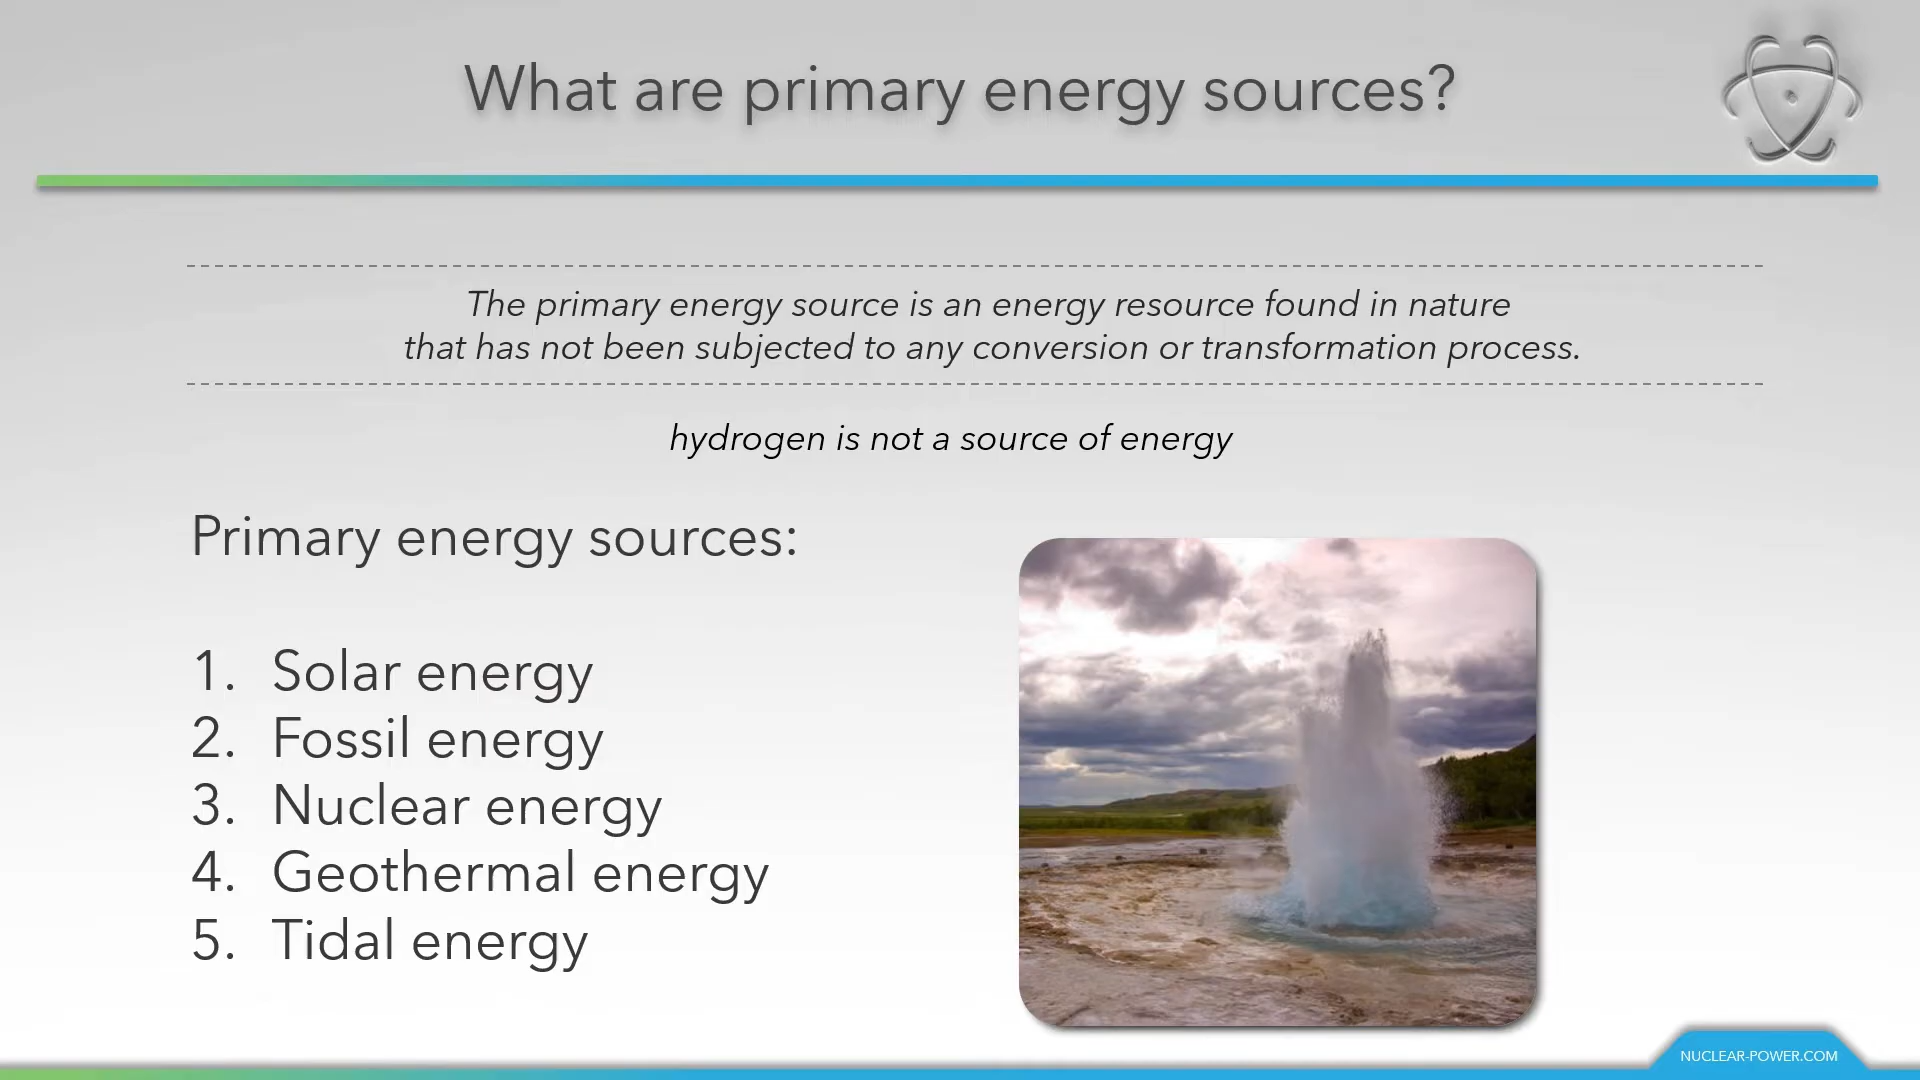 What are primary energy sources?
The primary energy source is an energy resource found in nature
that has not been subjected to any conversion or transformation process.
hydrogen is not a source of energy
Primary energy sources:
1. Solar energy
2. Fossil energy
3. Nuclear energy
4. Geothermal energy
5. Tidal energy
NUCLEAR-POWER.COM